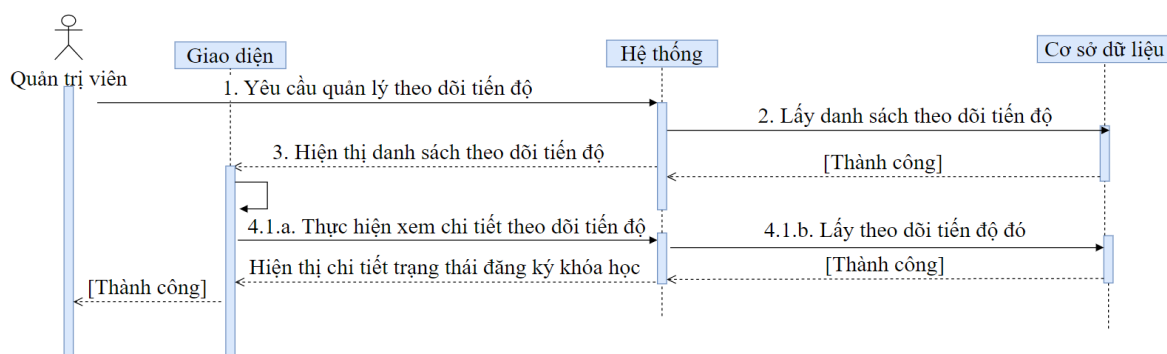 Quản trị viên
Giao diện
Hệ thống
Cơ sở dữ liệu
1. Yêu cầu quản lý theo dõi tiến độ
2. Lấy danh sách theo dõi tiến độ
3. Hiện thị danh sách theo dõi tiến độ
[Thành công]
4.1.a. Thực hiện xem chi tiết theo dõi tiến độ
4.1.b. Lấy theo dõi tiến độ đó
Hiện thị chi tiết trạng thái đăng ký khóa học
[Thành công]
[Thành công]